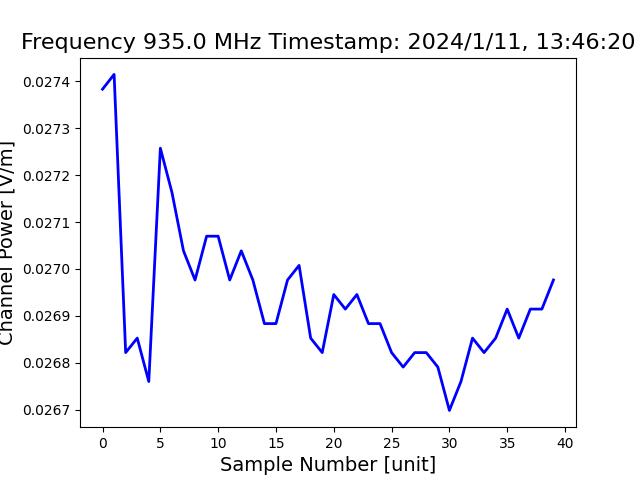 Frequency 935.0 MHz Timestamp: 2024/1/11, 13:46:20
Channel Power [V/m]
0.0274
0.0273
0.0272
0.0271
0.0270
0.0269
0.0268
0.0267
0 5 10 15 20 25 30 35 40
Sample Number [unit]